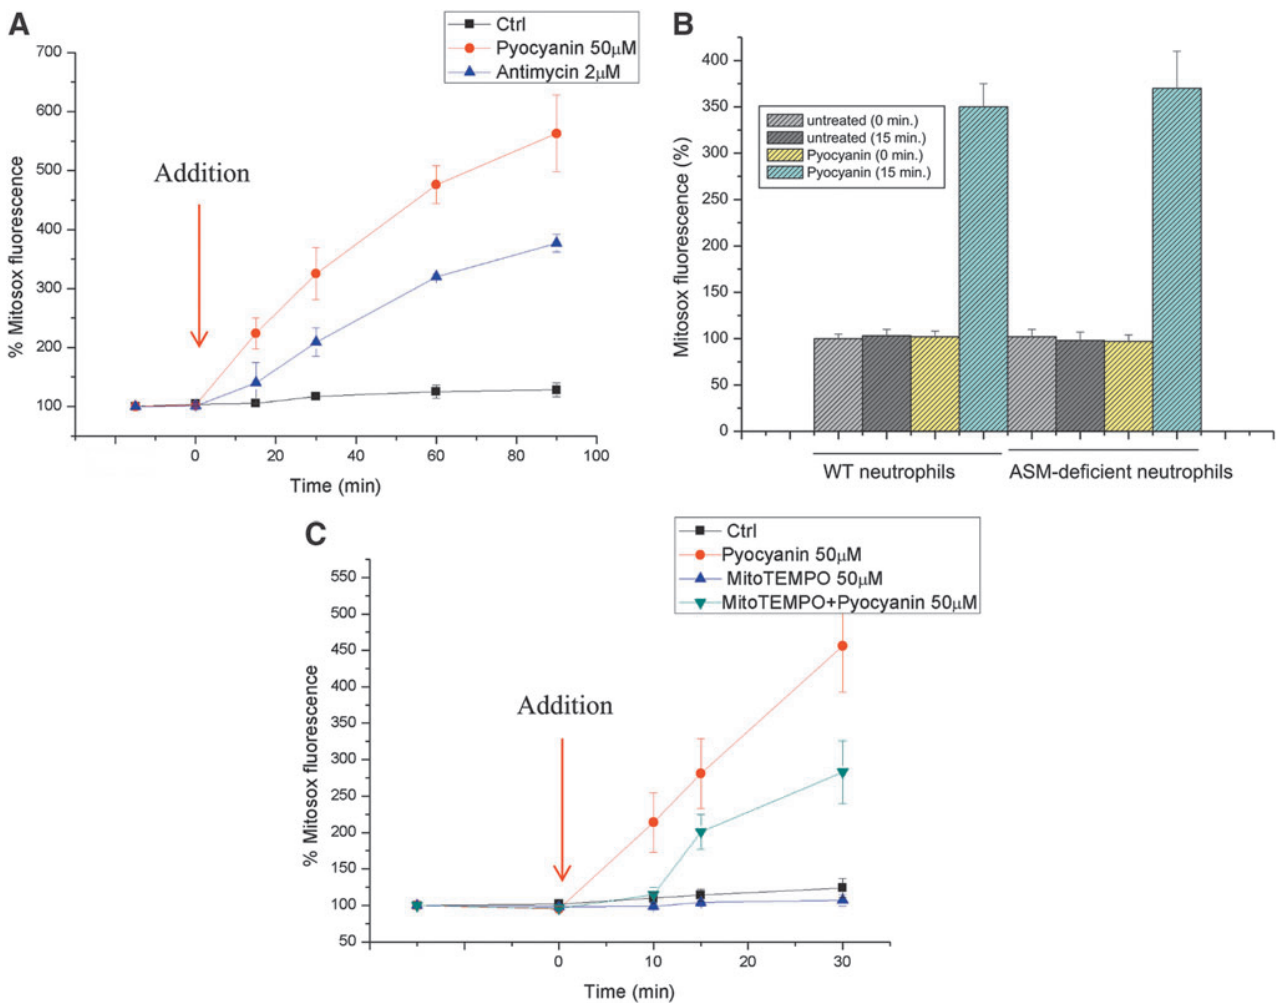 A
Ctrl
Pyocyanin 50μM
Antimycin 2μM
700
600
500
400
300
200
100
% Mitosox fluorescence
Addition
0
20
40
60
80
100
Time (min)
B
400
350
300
250
200
150
100
50
0
Mitosox fluorescence (%)
untreated (0 min.)
untreated (15 min.)
Pyocyanin (0 min.)
Pyocyanin (15 min.)
WT neutrophils
ASM-deficient neutrophils
C
Ctrl
Pyocyanin 50μM
MitoTEMPO 50μM
MitoTEMPO+Pyocyanin 50μM
550
500
450
400
350
300
250
200
150
100
50
% Mitosox fluorescence
Addition
0
10
20
30
Time (min)